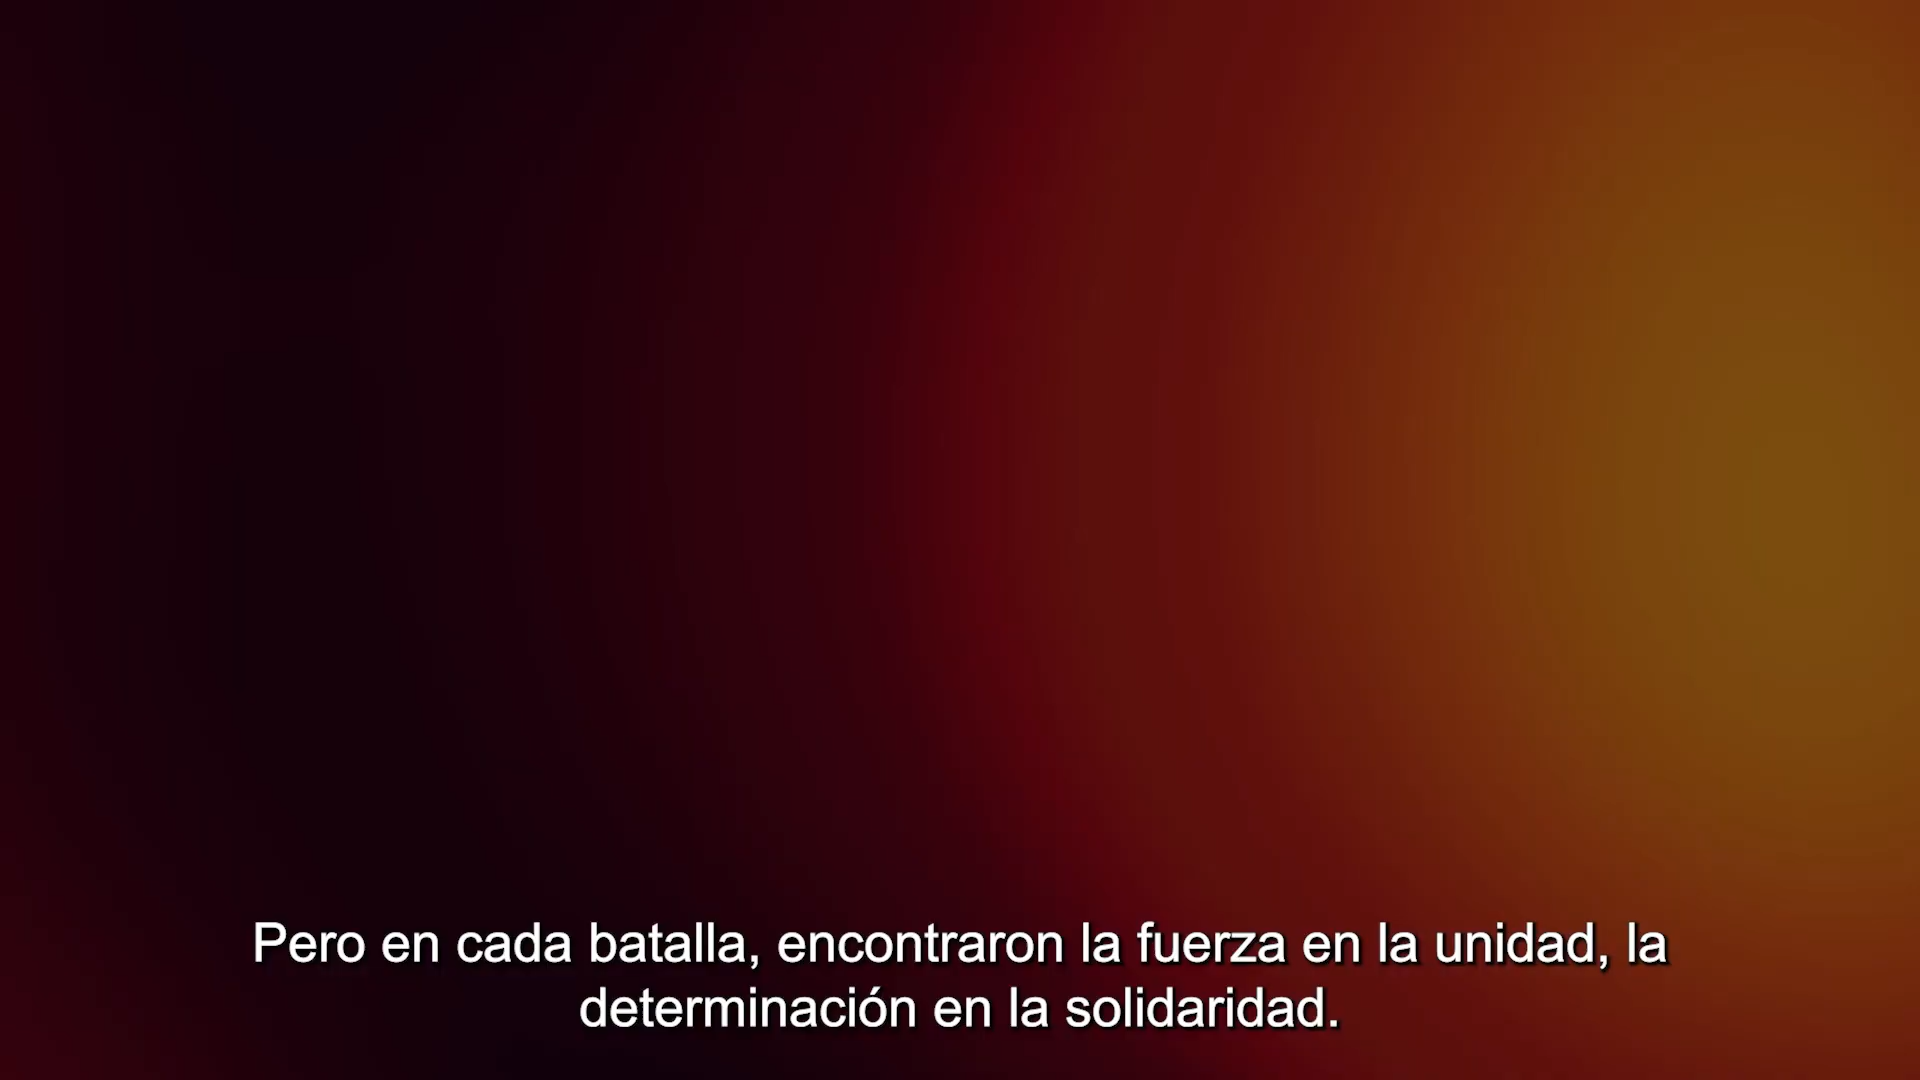 Pero en cada batalla, encontraron la fuerza en la unidad, la
determinación en la solidaridad.